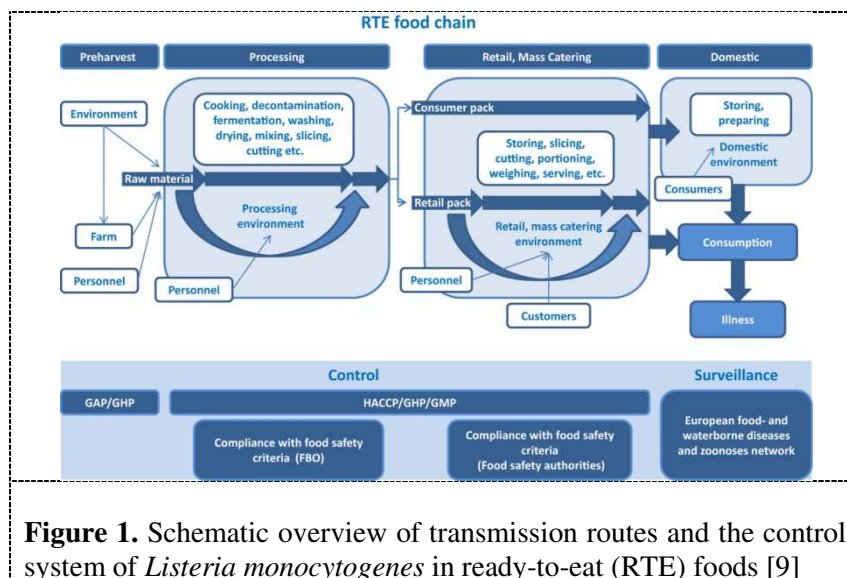 RTE food chain
Preharvest
Processing
Retail, Mass Catering
Domestic
Environment
Cooking, decontamination,
fermentation, washing,
drying, mixing, slicing,
cutting etc.
Consumer pack
Storing,
preparing
Storing, slicing,
cutting, portioning,
weighing, serving, etc.
Domestic
environment
Raw material
Consumers
Retail pack
Processing
environment
Retail, mass catering
environment
Farm
Consumption
Personnel
Personnel
Personnel
Customers
Illness
Control
Surveillance
GAP/GHP
HACCP/GHP/GMP
Compliance with food safety
criteria (FBO)
Compliance with food safety
criteria
(Food safety authorities)
European food- and
waterborne diseases
and zoonoses network
Figure 1. Schematic overview of transmission routes and the control
system of Listeria monocytogenes in ready-to-eat (RTE) foods [9]